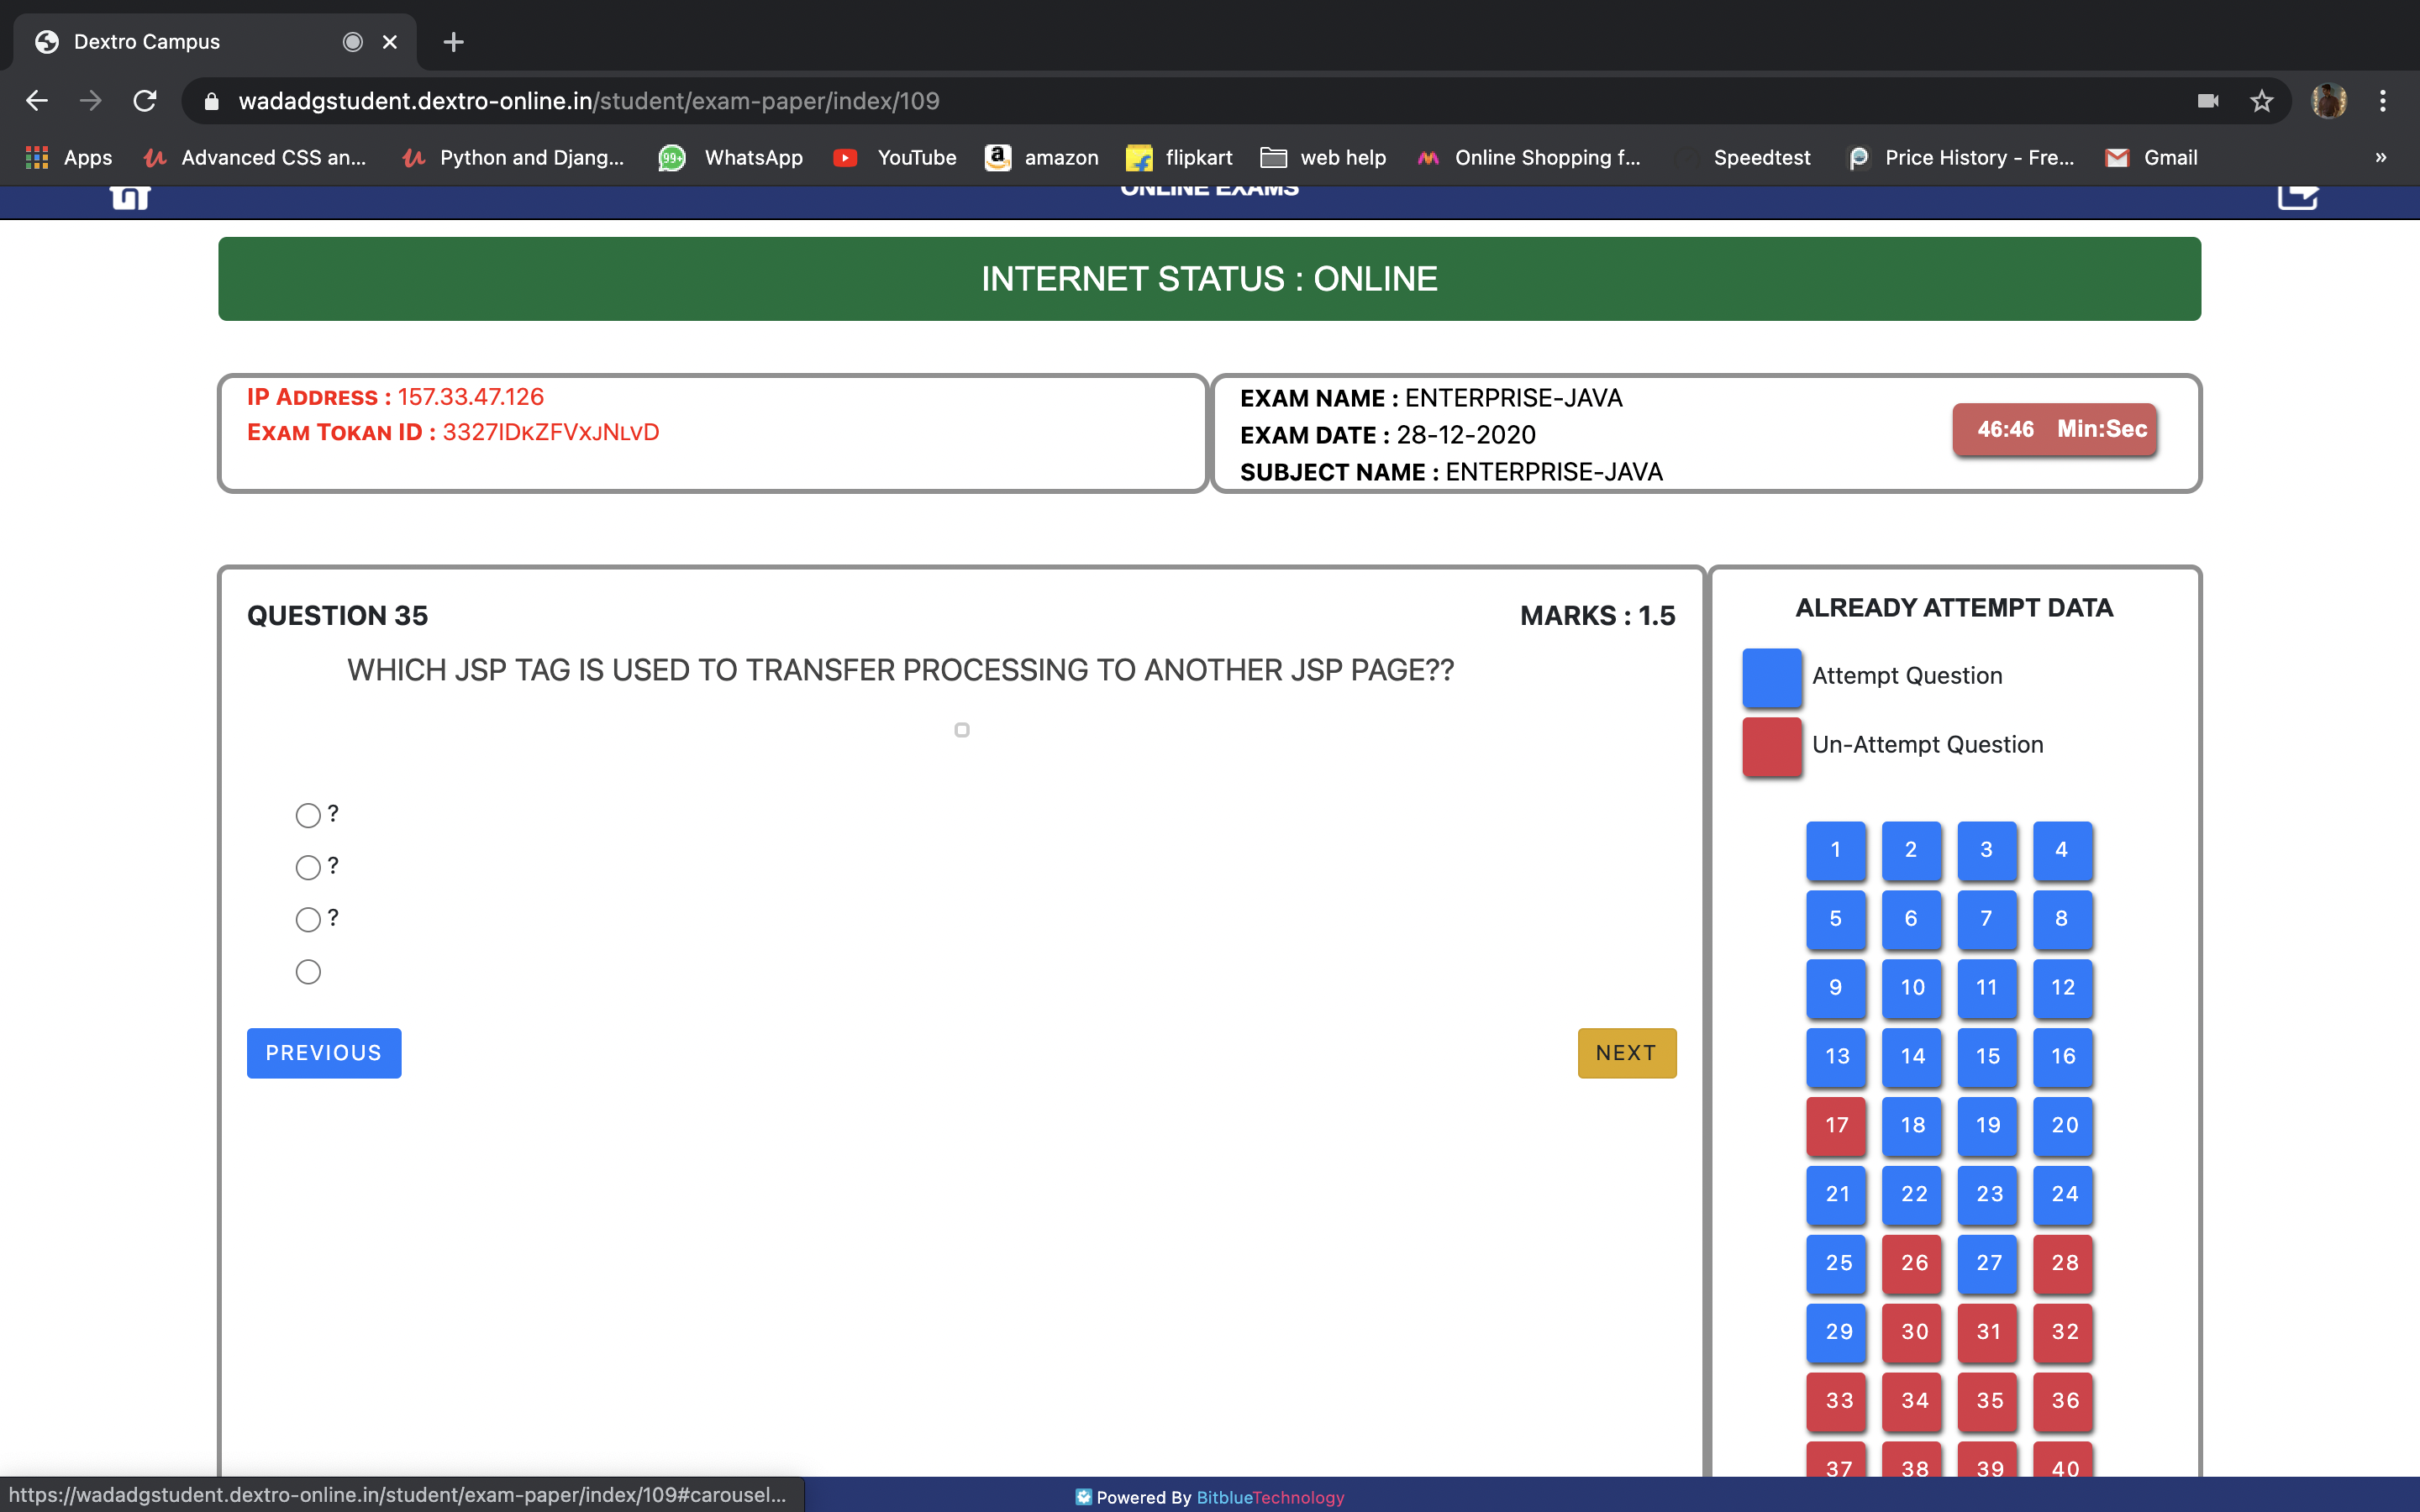 Dextro Campus
wadadgstudent.dextro-online.in/student/exam-paper/index/109
Apps Advanced CSS an... Python and Djang... 99+ WhatsApp YouTube amazon flipkart web help Online Shopping f... Speedtest Price History - Fre... Gmail »
ONLINE EXAMS
INTERNET STATUS : ONLINE
IP ADDRESS : 157.33.47.126
EXAM TOKAN ID : 3327IDKZFVXJNLVD
EXAM NAME : ENTERPRISE-JAVA
EXAM DATE : 28-12-2020
SUBJECT NAME : ENTERPRISE-JAVA
46:46 Min:Sec
QUESTION 35 MARKS : 1.5
WHICH JSP TAG IS USED TO TRANSFER PROCESSING TO ANOTHER JSP PAGE??
?
?
?
PREVIOUS NEXT
ALREADY ATTEMPT DATA
Attempt Question
Un-Attempt Question
1 2 3 4
5 6 7 8
9 10 11 12
13 14 15 16
17 18 19 20
21 22 23 24
25 26 27 28
29 30 31 32
33 34 35 36
37 38 39 40
https://wadadgstudent.dextro-online.in/student/exam-paper/index/109#carousel...
Powered By BitblueTechnology